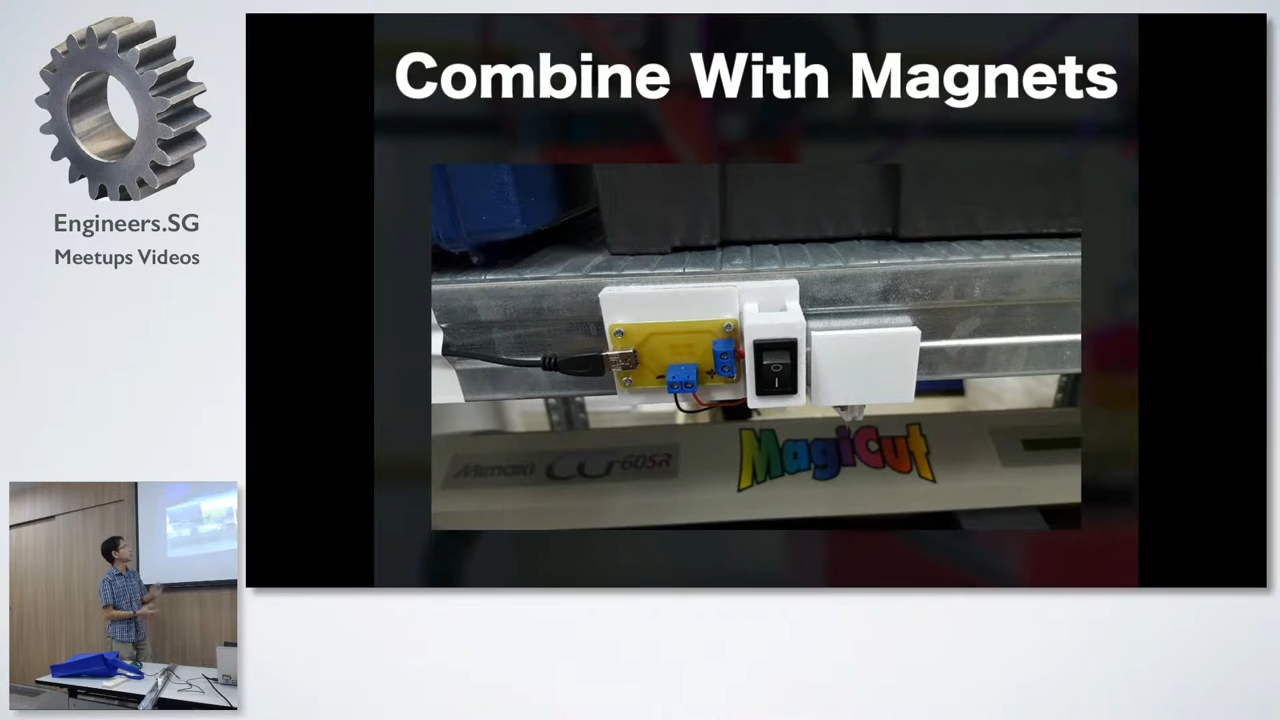 Engineers.SG
Meetups Videos
Combine With Magnets
Mimaki CG 60SR
MagiCut